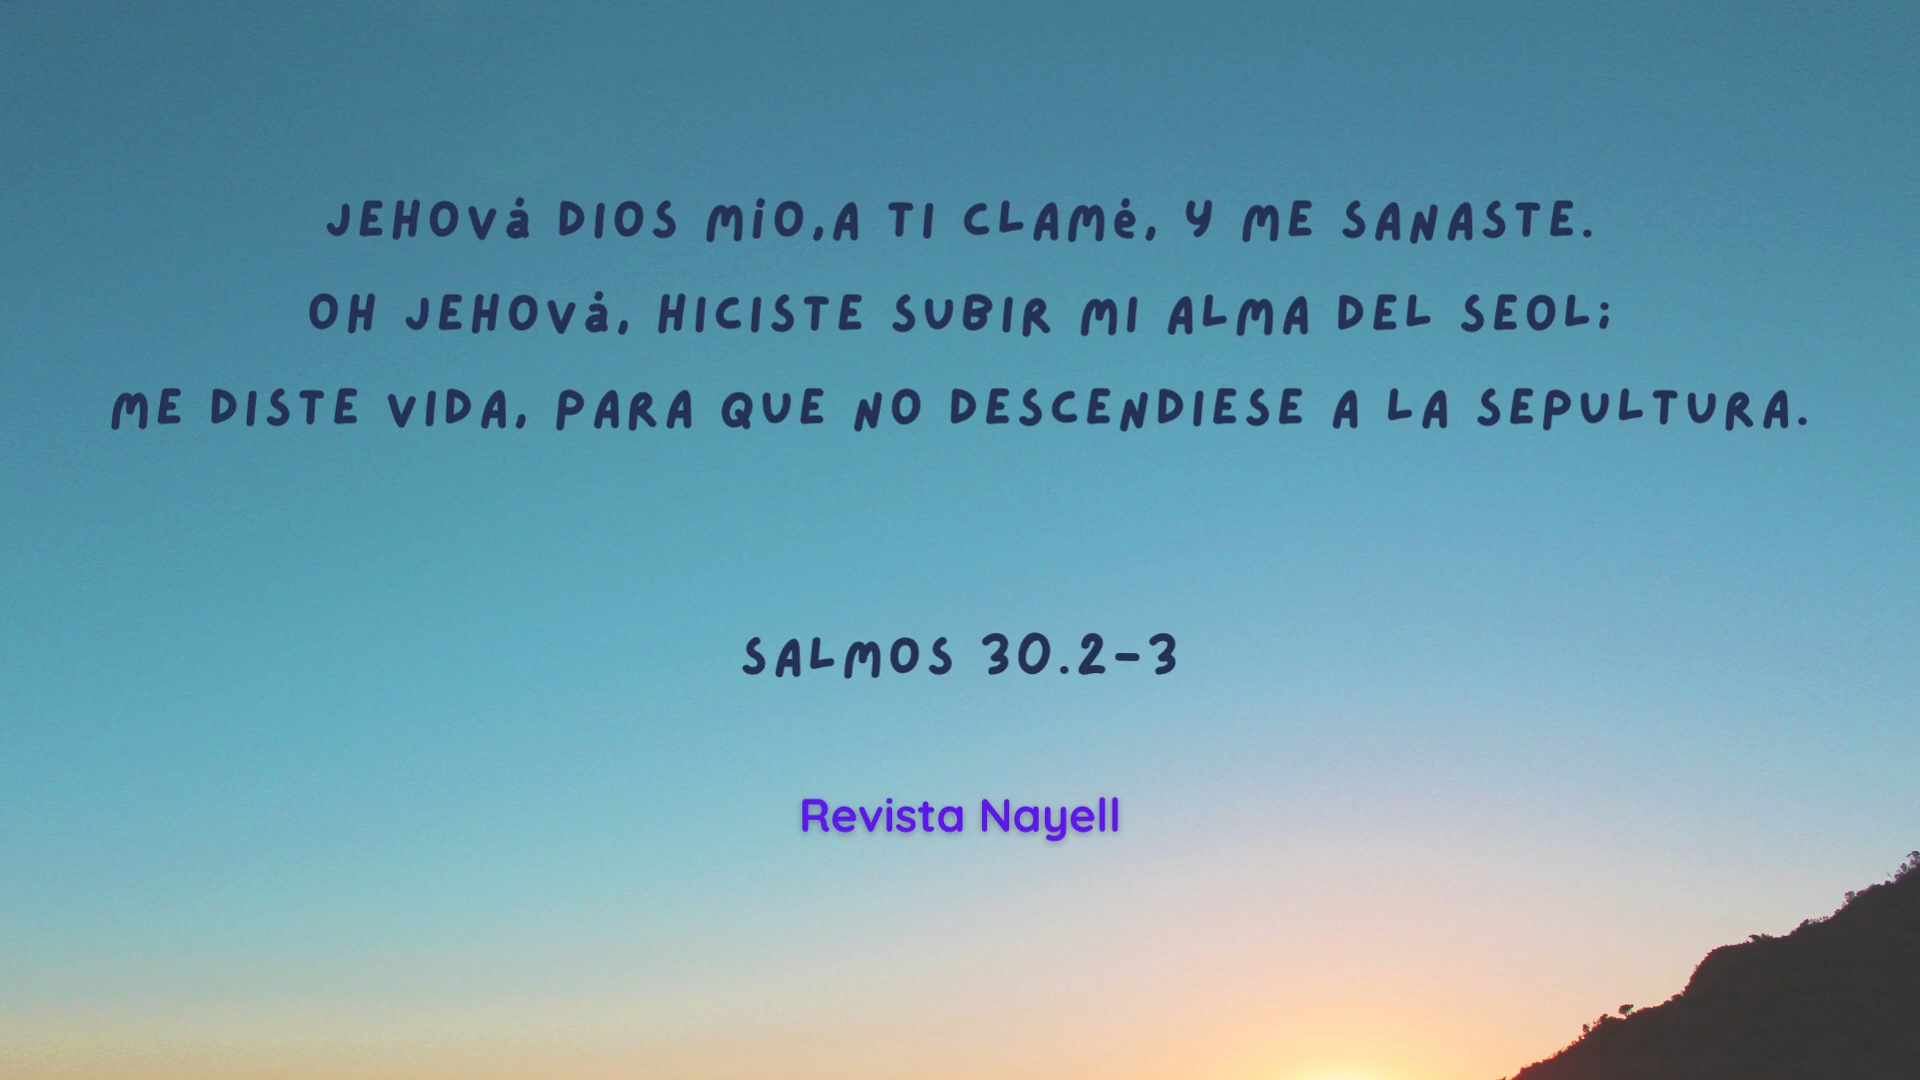 JEHOVá DIOS MíO,A TI CLAMé, Y ME SANASTE.
OH JEHOVá, HICISTE SUBIR MI ALMA DEL SEOL;
ME DISTE VIDA, PARA QUE NO DESCENDIESE A LA SEPULTURA.
SALMOS 30.2-3
Revista Nayell